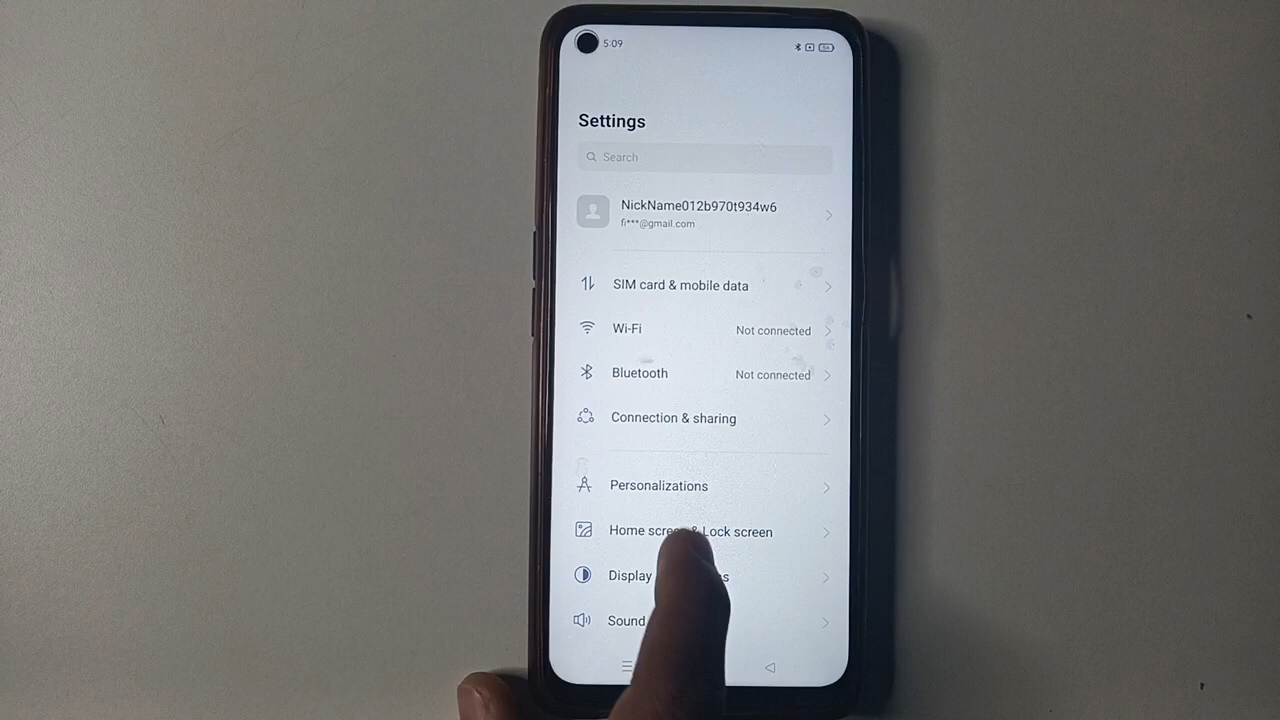 5:09
Settings
Search
NickName012b970t934w6
fi***@gmail.com
SIM card & mobile data
Wi-Fi Not connected
Bluetooth Not connected
Connection & sharing
Personalizations
Home screen & Lock screen
Display
Sound